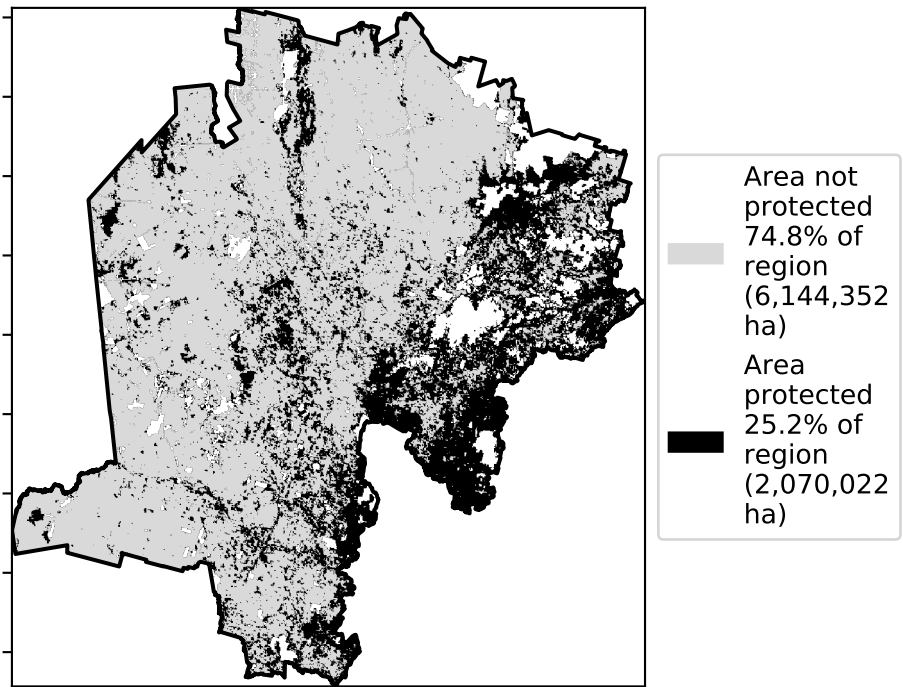 Area not
protected
74.8% of
region
(6,144,352
ha)
Area
protected
25.2% of
region
(2,070,022
ha)